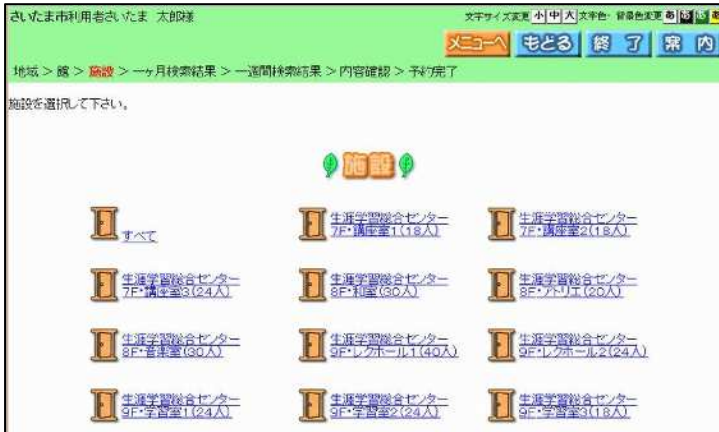 さいたま市利用者さいたま 太郎様
文字サイズ変更 小 中 大 文字色・背景色変更 あ
メニューへ もどる 終了 案内
地域 > 館 > 施設 > 一ヶ月検索結果 > 一週間検索結果 > 内容確認 > 予約完了
施設を選択して下さい。
施設
すべて
生涯学習総合センター
7F・講座室1(18人)
生涯学習総合センター
7F・講座室2(18人)
生涯学習総合センター
7F・講座室3(24人)
生涯学習総合センター
8F・和室(30人)
生涯学習総合センター
8F・アトリエ(20人)
生涯学習総合センター
8F・音楽室(30人)
生涯学習総合センター
9F・レクホール1(40人)
生涯学習総合センター
9F・レクホール2(24人)
生涯学習総合センター
9F・学習室1(24人)
生涯学習総合センター
9F・学習室2(24人)
生涯学習総合センター
9F・学習室3(18人)